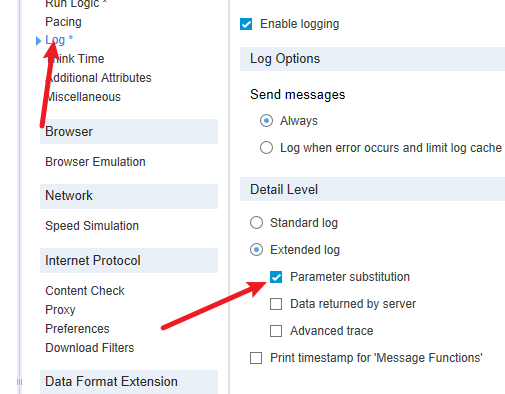 Run Logic *
Pacing
Log *
Think Time
Additional Attributes
Miscellaneous
Browser
Browser Emulation
Network
Speed Simulation
Internet Protocol
Content Check
Proxy
Preferences
Download Filters
Data Format Extension
Enable logging
Log Options
Send messages
Always
Log when error occurs and limit log cache
Detail Level
Standard log
Extended log
Parameter substitution
Data returned by server
Advanced trace
Print timestamp for 'Message Functions'